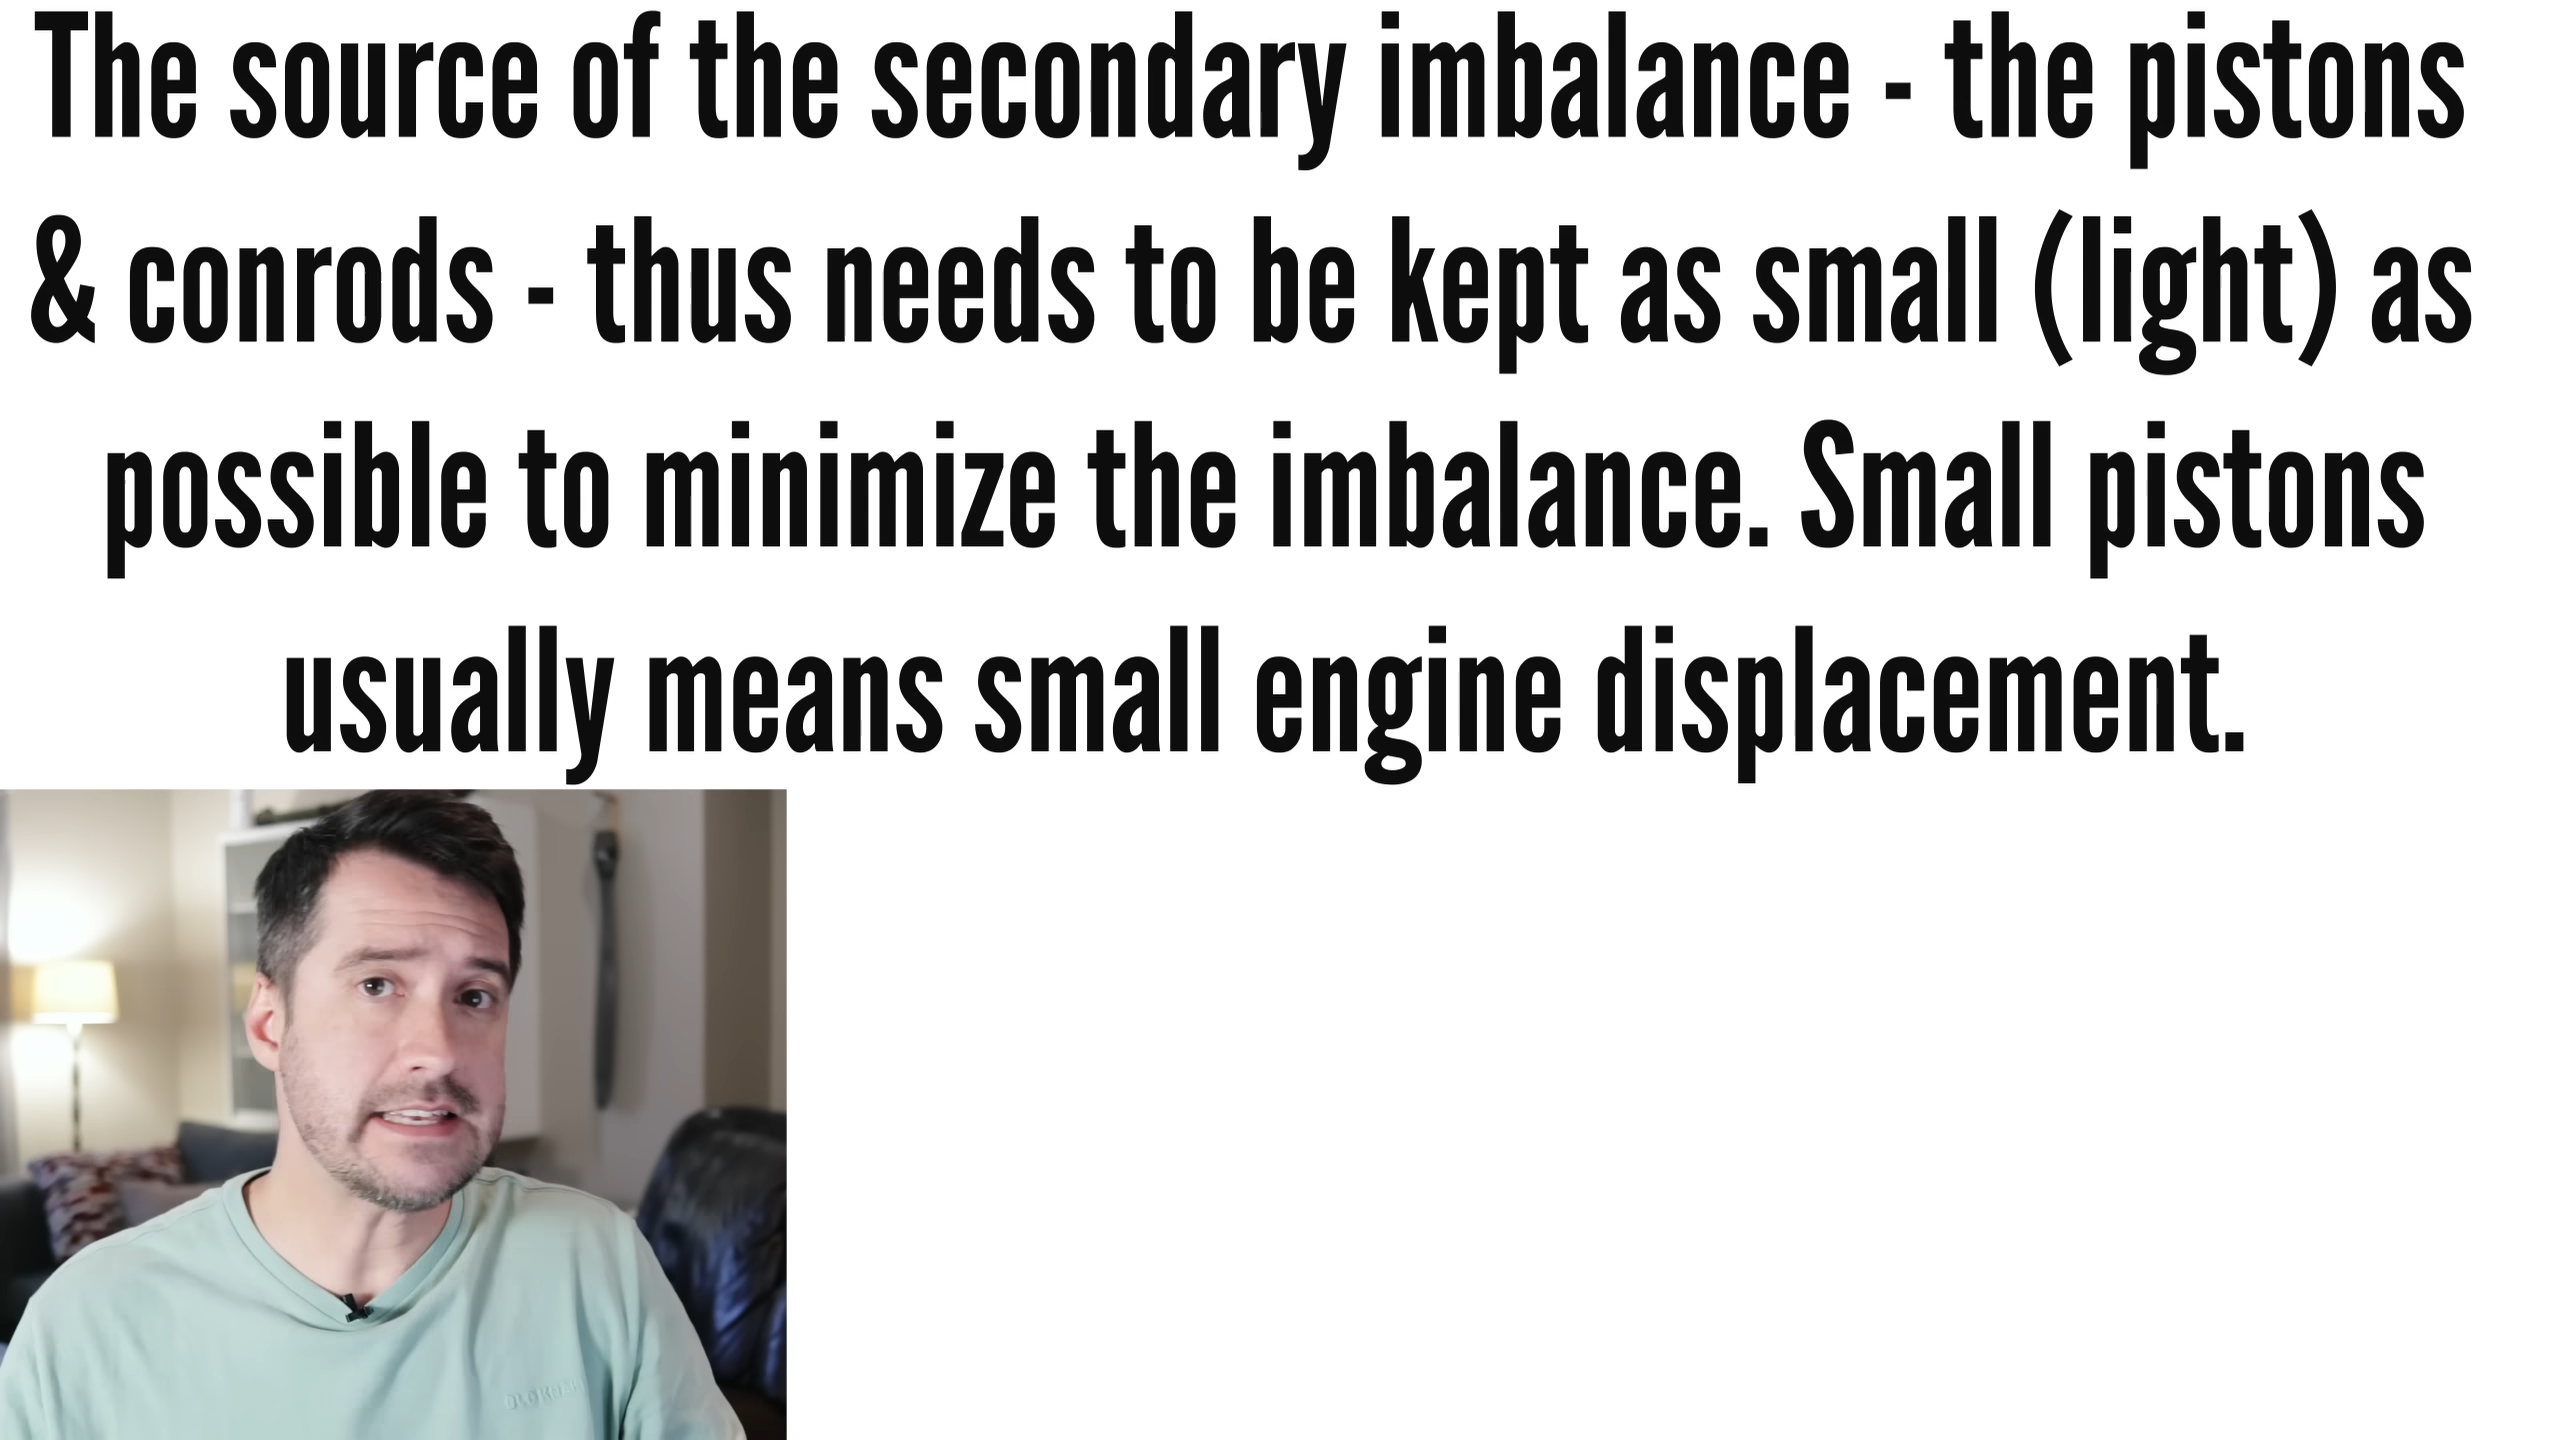 The source of the secondary imbalance - the pistons
& conrods - thus needs to be kept as small (light) as
possible to minimize the imbalance. Small pistons
usually means small engine displacement.